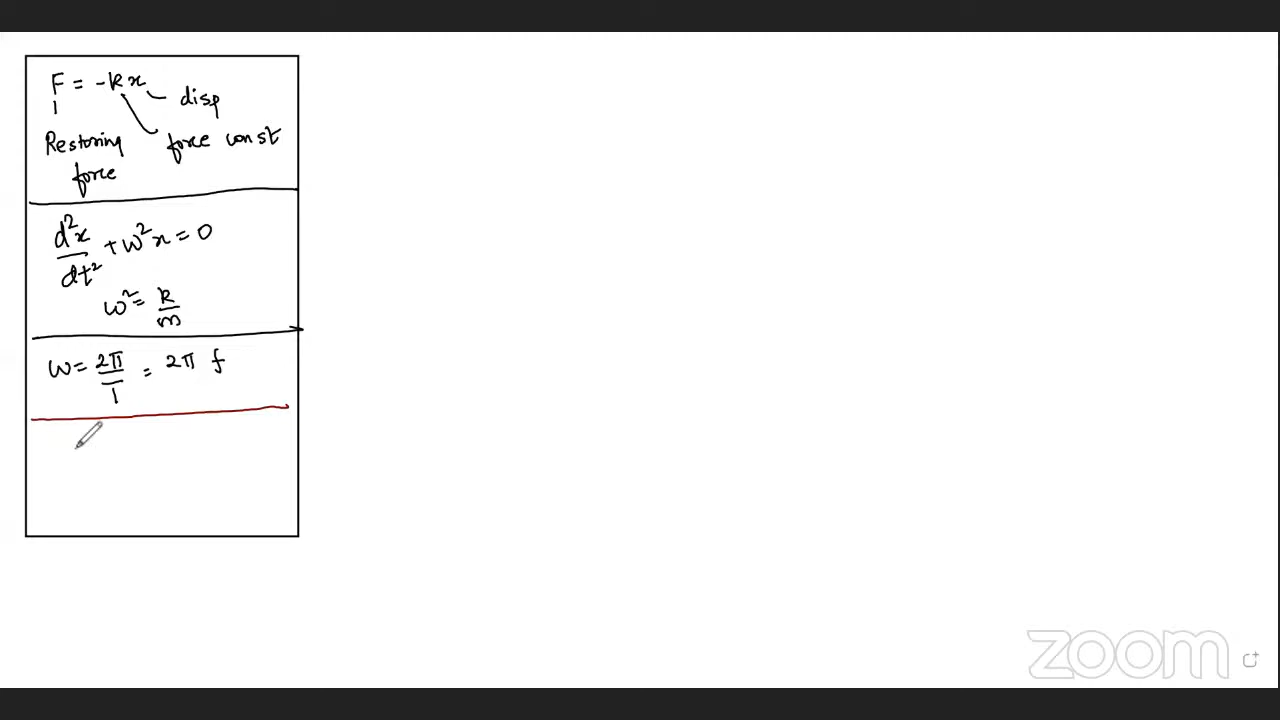 F = -kx
disp
Restoring force const
force
d²x/dt² + ω²x = 0
ω² = k/m
ω = 2π/T = 2π f
zoom